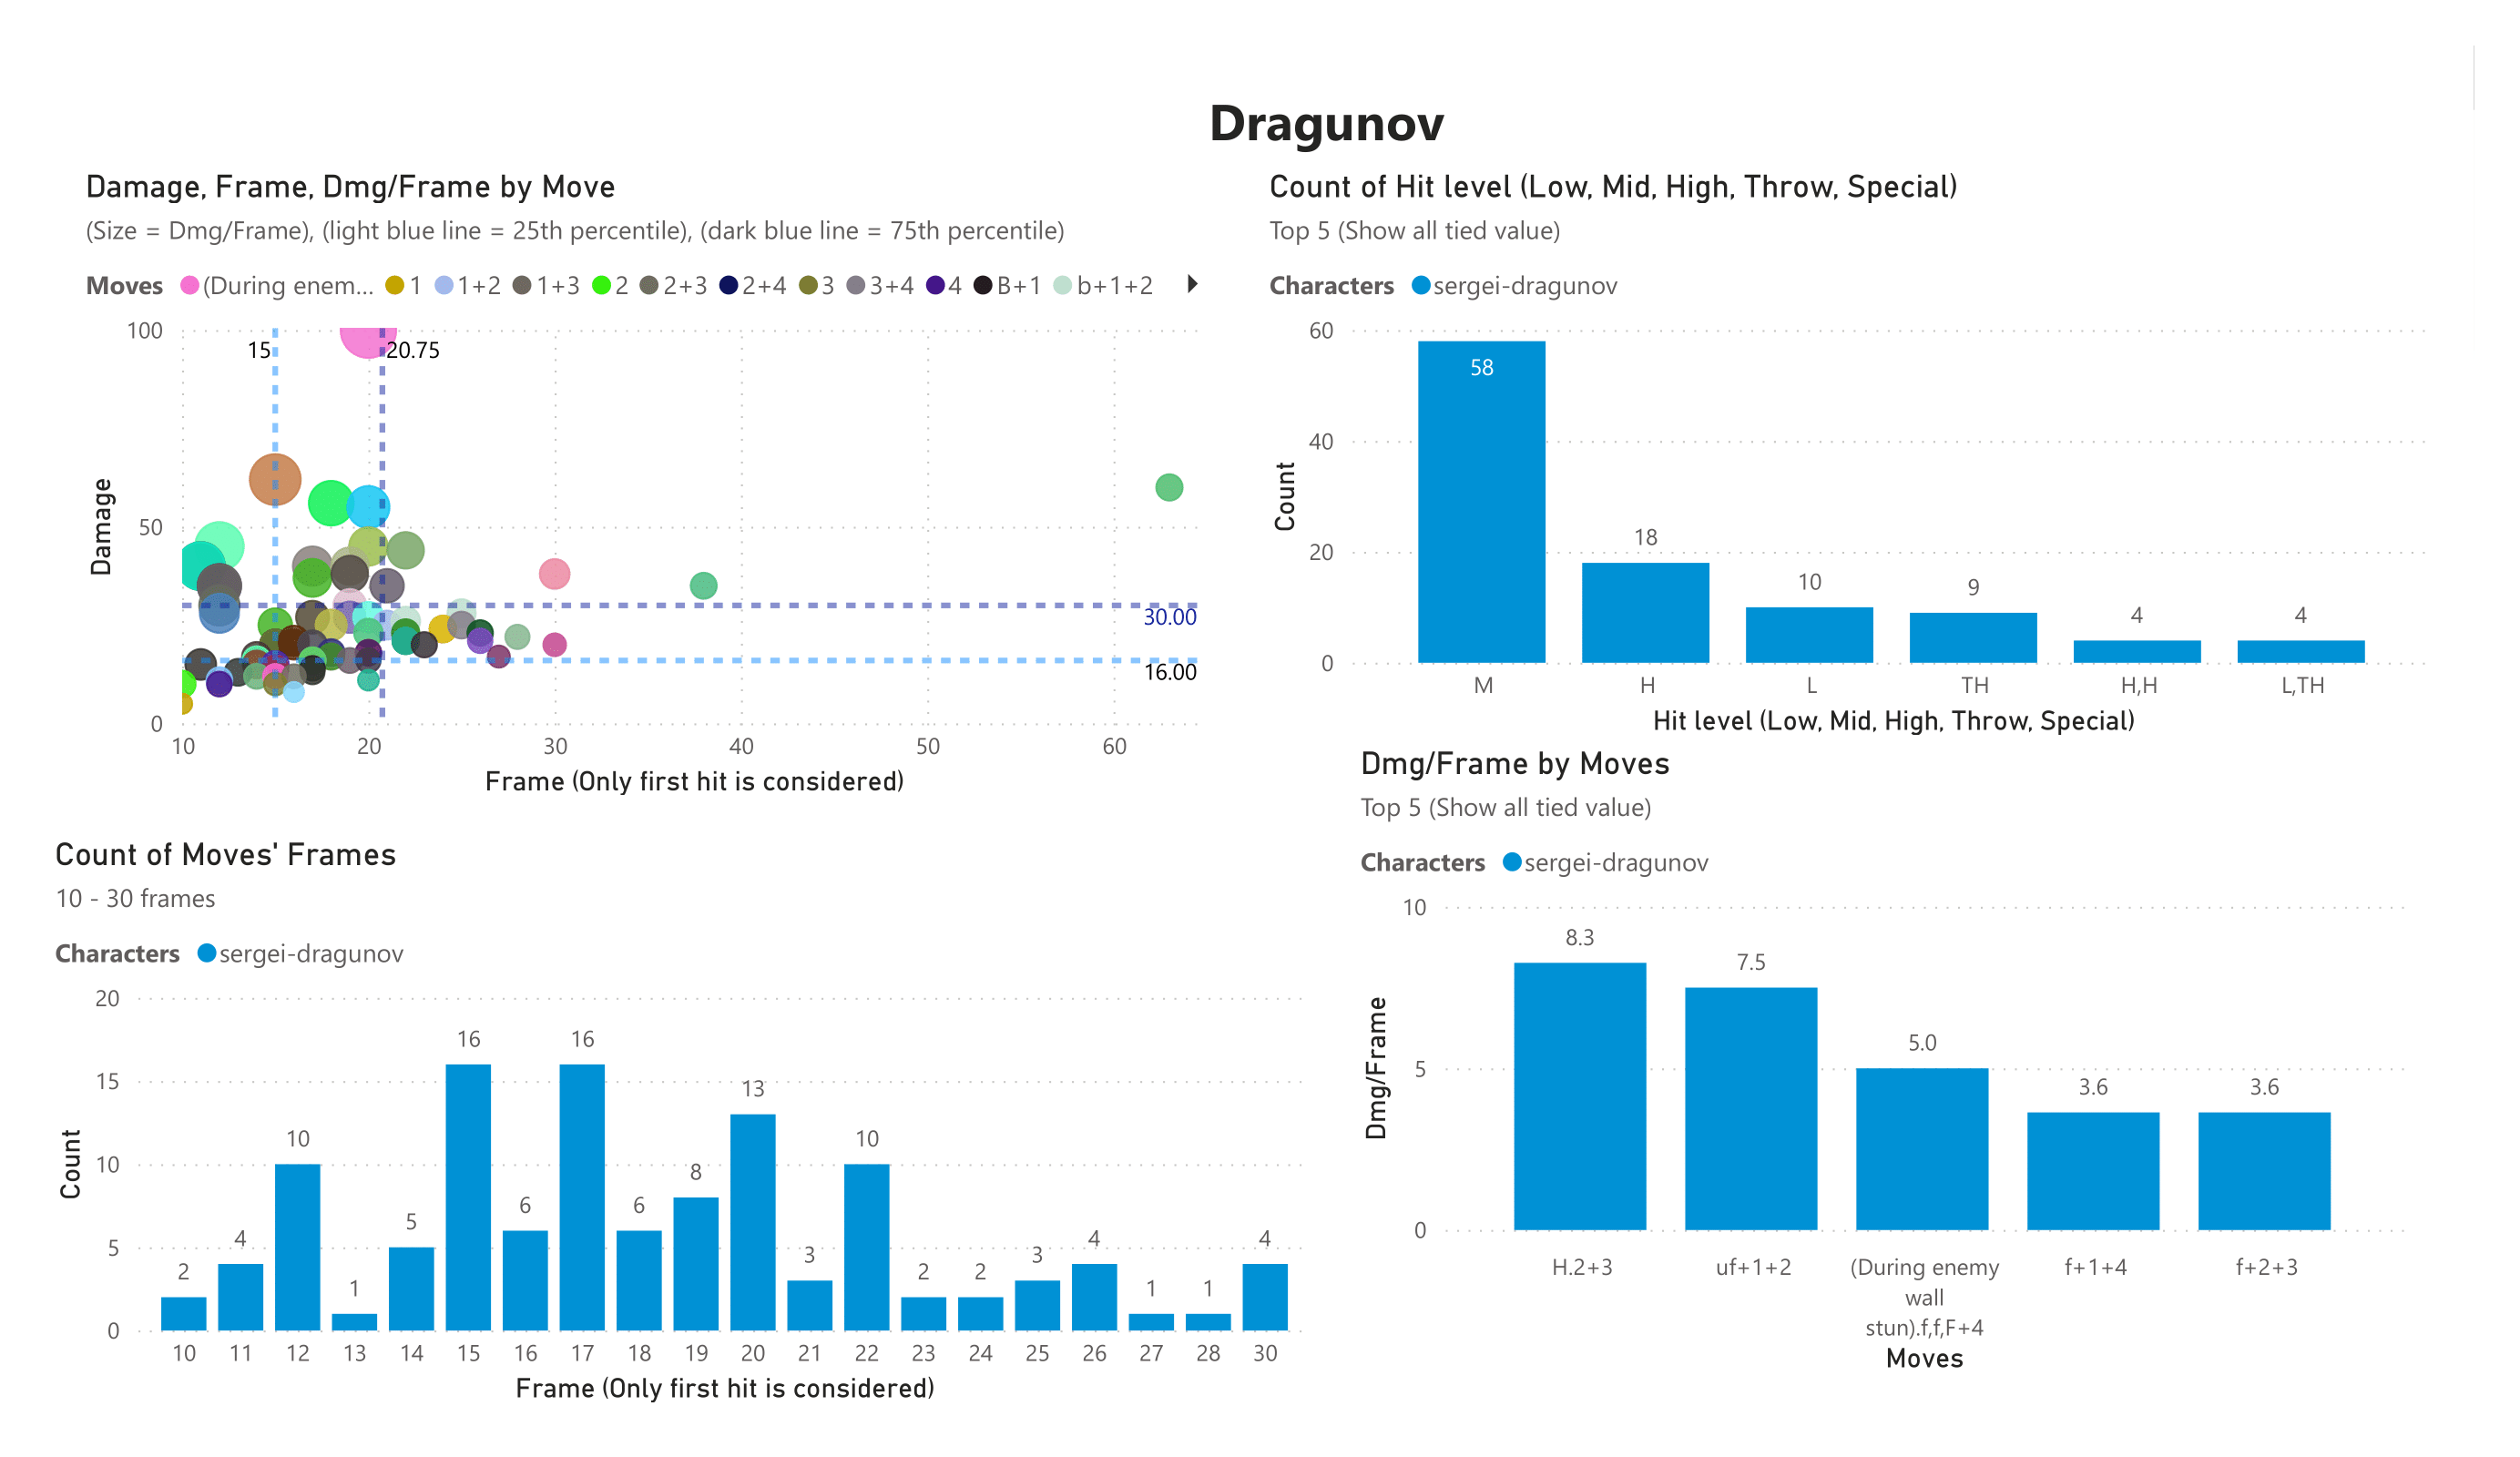 Dragunov
Damage, Frame, Dmg/Frame by Move
(Size = Dmg/Frame), (light blue line = 25th percentile), (dark blue line = 75th percentile)
Moves (During enem... 1 1+2 1+3 2 2+3 2+4 3 3+4 4 B+1 b+1+2
100
50
0
Damage
15
20.75
30.00
16.00
10 20 30 40 50 60
Frame (Only first hit is considered)
Count of Hit level (Low, Mid, High, Throw, Special)
Top 5 (Show all tied value)
Characters sergei-dragunov
60
40
20
0
Count
58 18 10 9 4 4
M H L TH H,H L,TH
Hit level (Low, Mid, High, Throw, Special)
Count of Moves' Frames
10 - 30 frames
Characters sergei-dragunov
20
15
10
5
0
Count
2 4 10 1 5 16 6 16 6 8 13 3 10 2 2 3 4 1 1 4
10 11 12 13 14 15 16 17 18 19 20 21 22 23 24 25 26 27 28 30
Frame (Only first hit is considered)
Dmg/Frame by Moves
Top 5 (Show all tied value)
Characters sergei-dragunov
10
5
0
Dmg/Frame
8.3 7.5 5.0 3.6 3.6
H.2+3 uf+1+2 (During enemy f+1+4 f+2+3
wall
stun).f,f,F+4
Moves